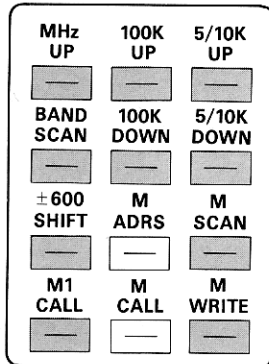 MHz 100K 5/10K
UP UP UP
BAND 100K 5/10K
SCAN DOWN DOWN
±600 M M
SHIFT ADRS SCAN
M1 M M
CALL CALL WRITE